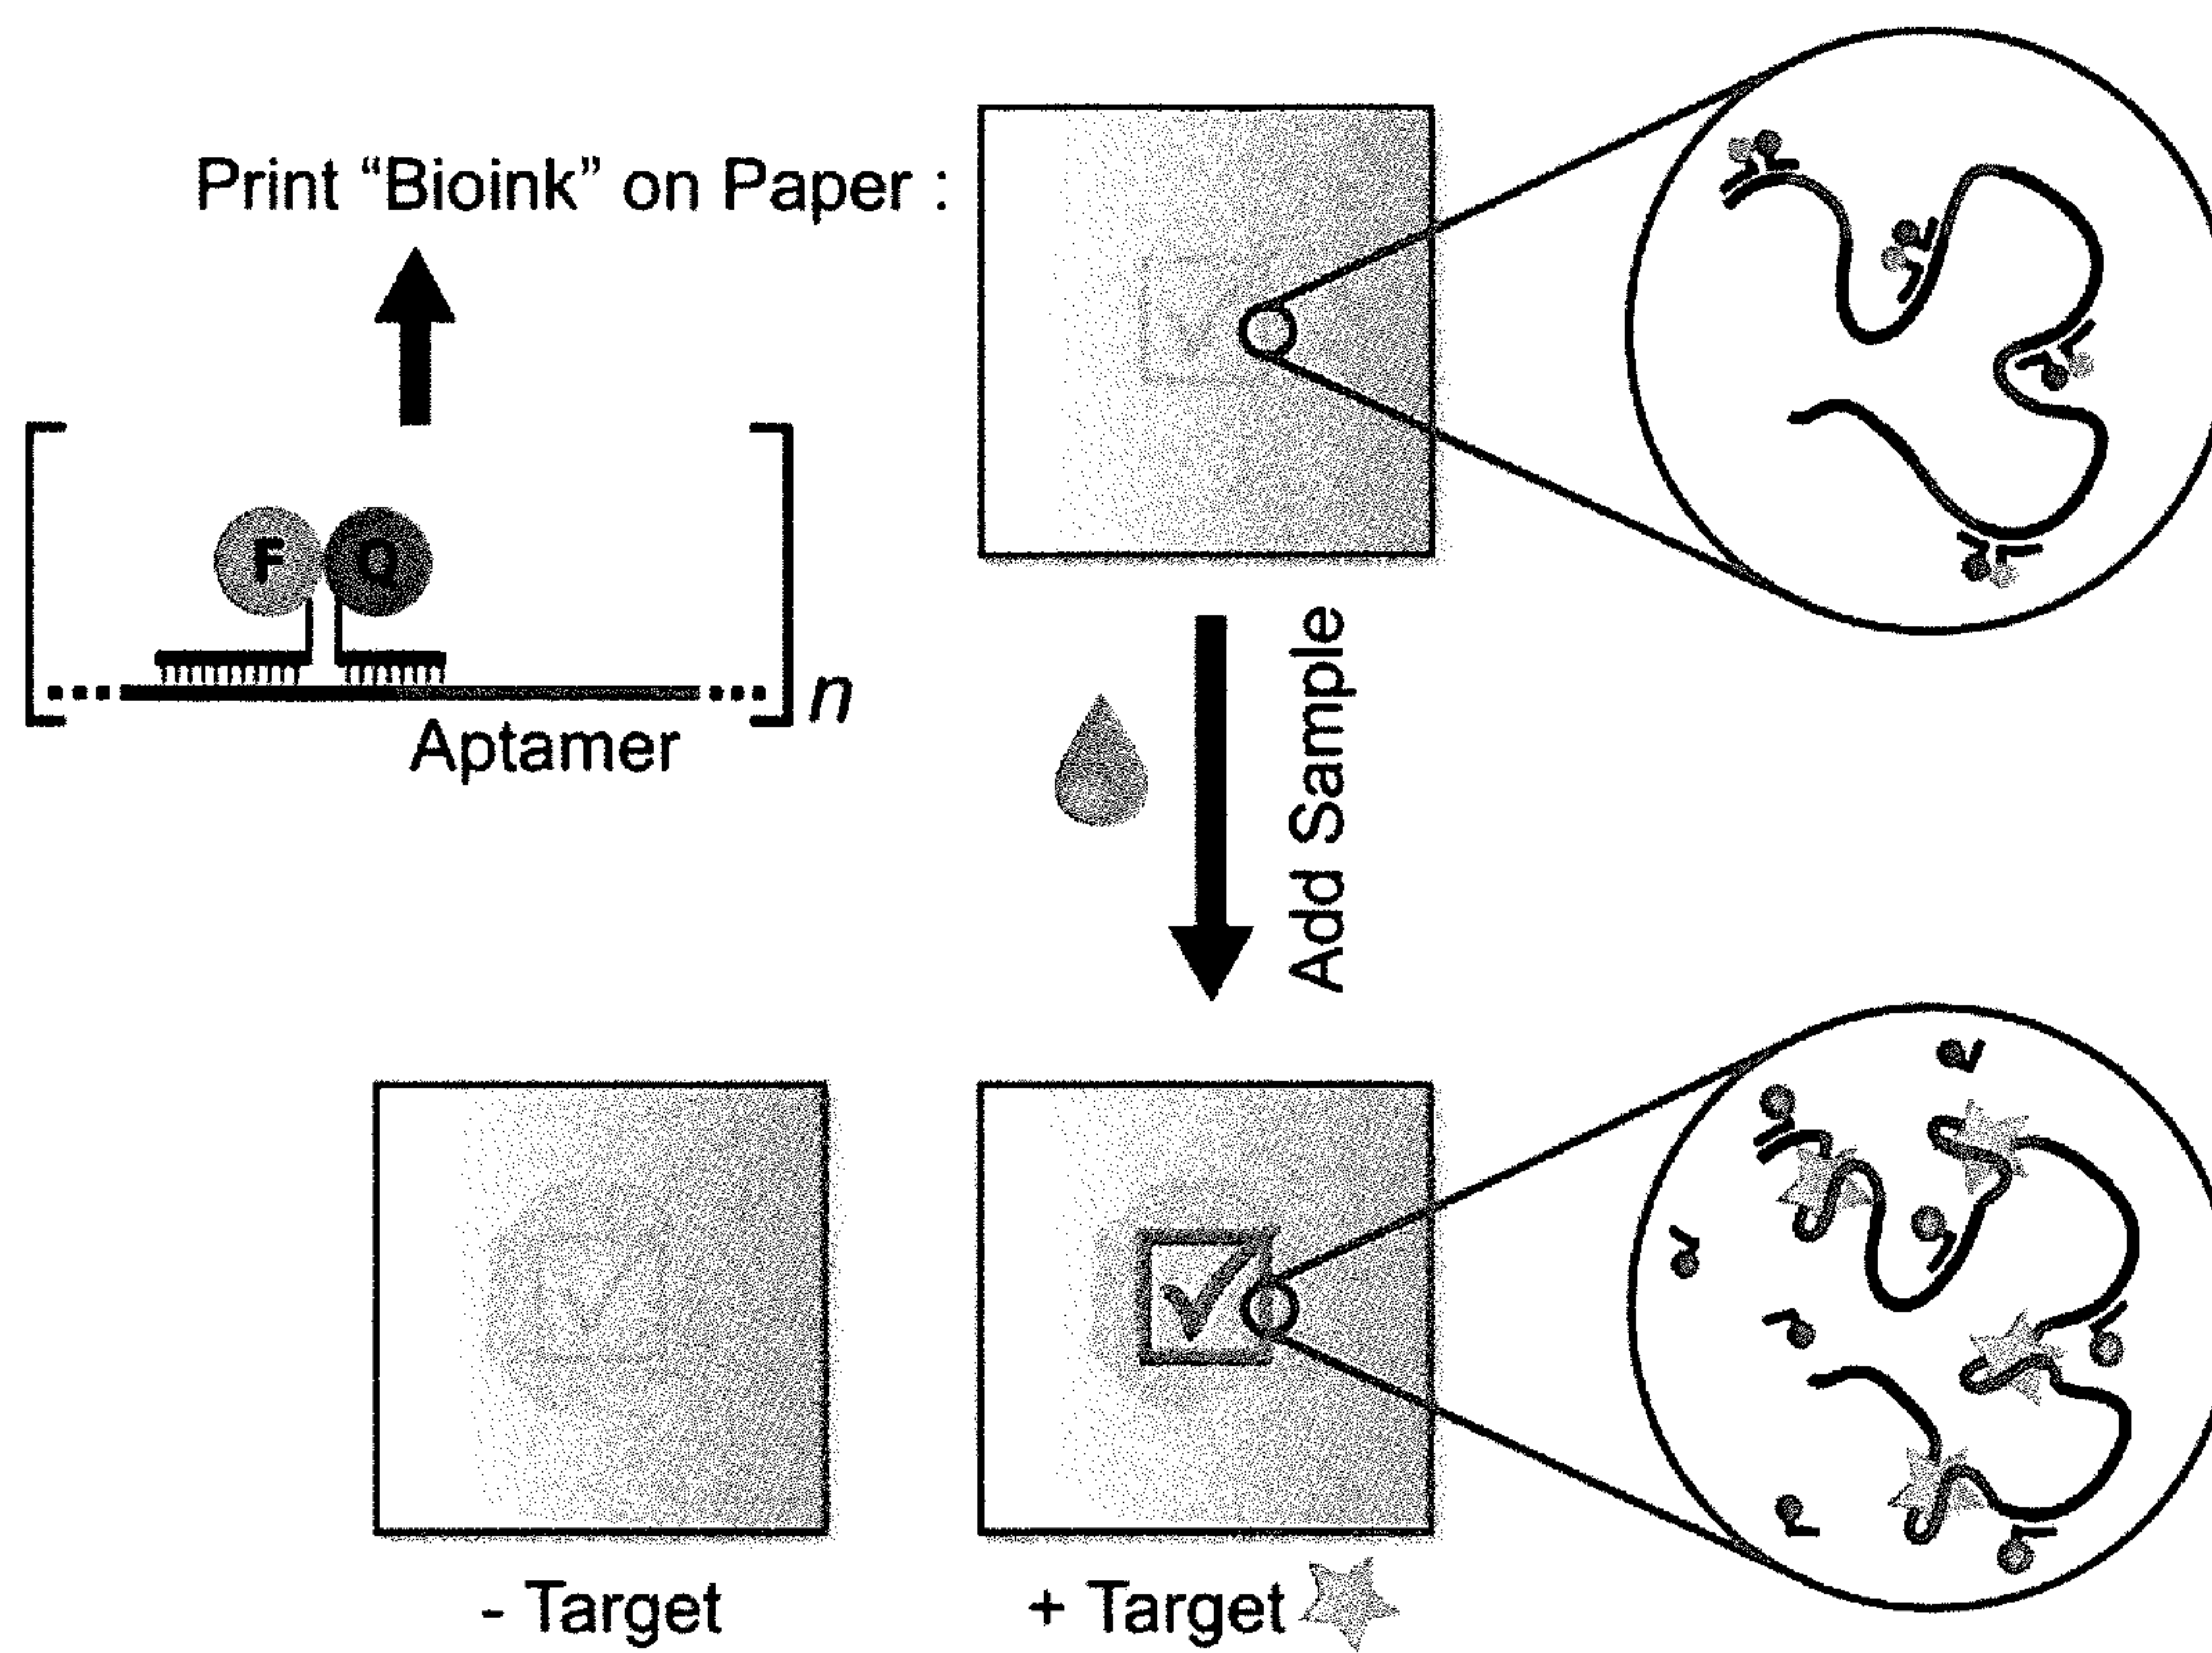 Print “Bioink” on Paper :
F Q
n
Aptamer
Add Sample
- Target
+ Target